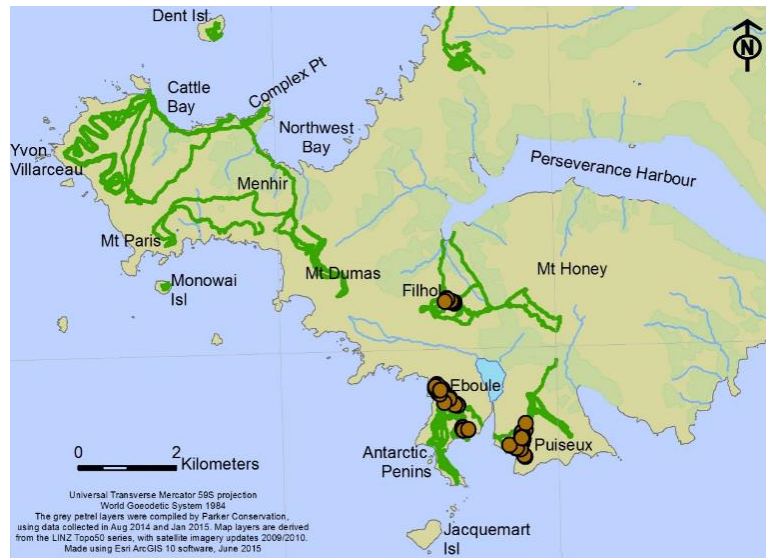 Dent Isl
N
Cattle
Bay
Complex Pt
Northwest
Bay
Yvon
Villarceau
Perseverance Harbour
Menhir
Mt Paris
Mt Dumas
Mt Honey
Filhol
Monowai
Isl
Eboule
Antarctic
Penins
Puiseux
0 2
Kilometers
Jacquemart
Isl
Universal Transverse Mercator 59S projection
World Goeodetic System 1984
The grey petrel layers were compiled by Parker Conservation,
using data collected in Aug 2014 and Jan 2015. Map layers are derived
from the LINZ Topo50 series, with satellite imagery updates 2009/2010.
Made using Esri ArcGIS 10 software, June 2015